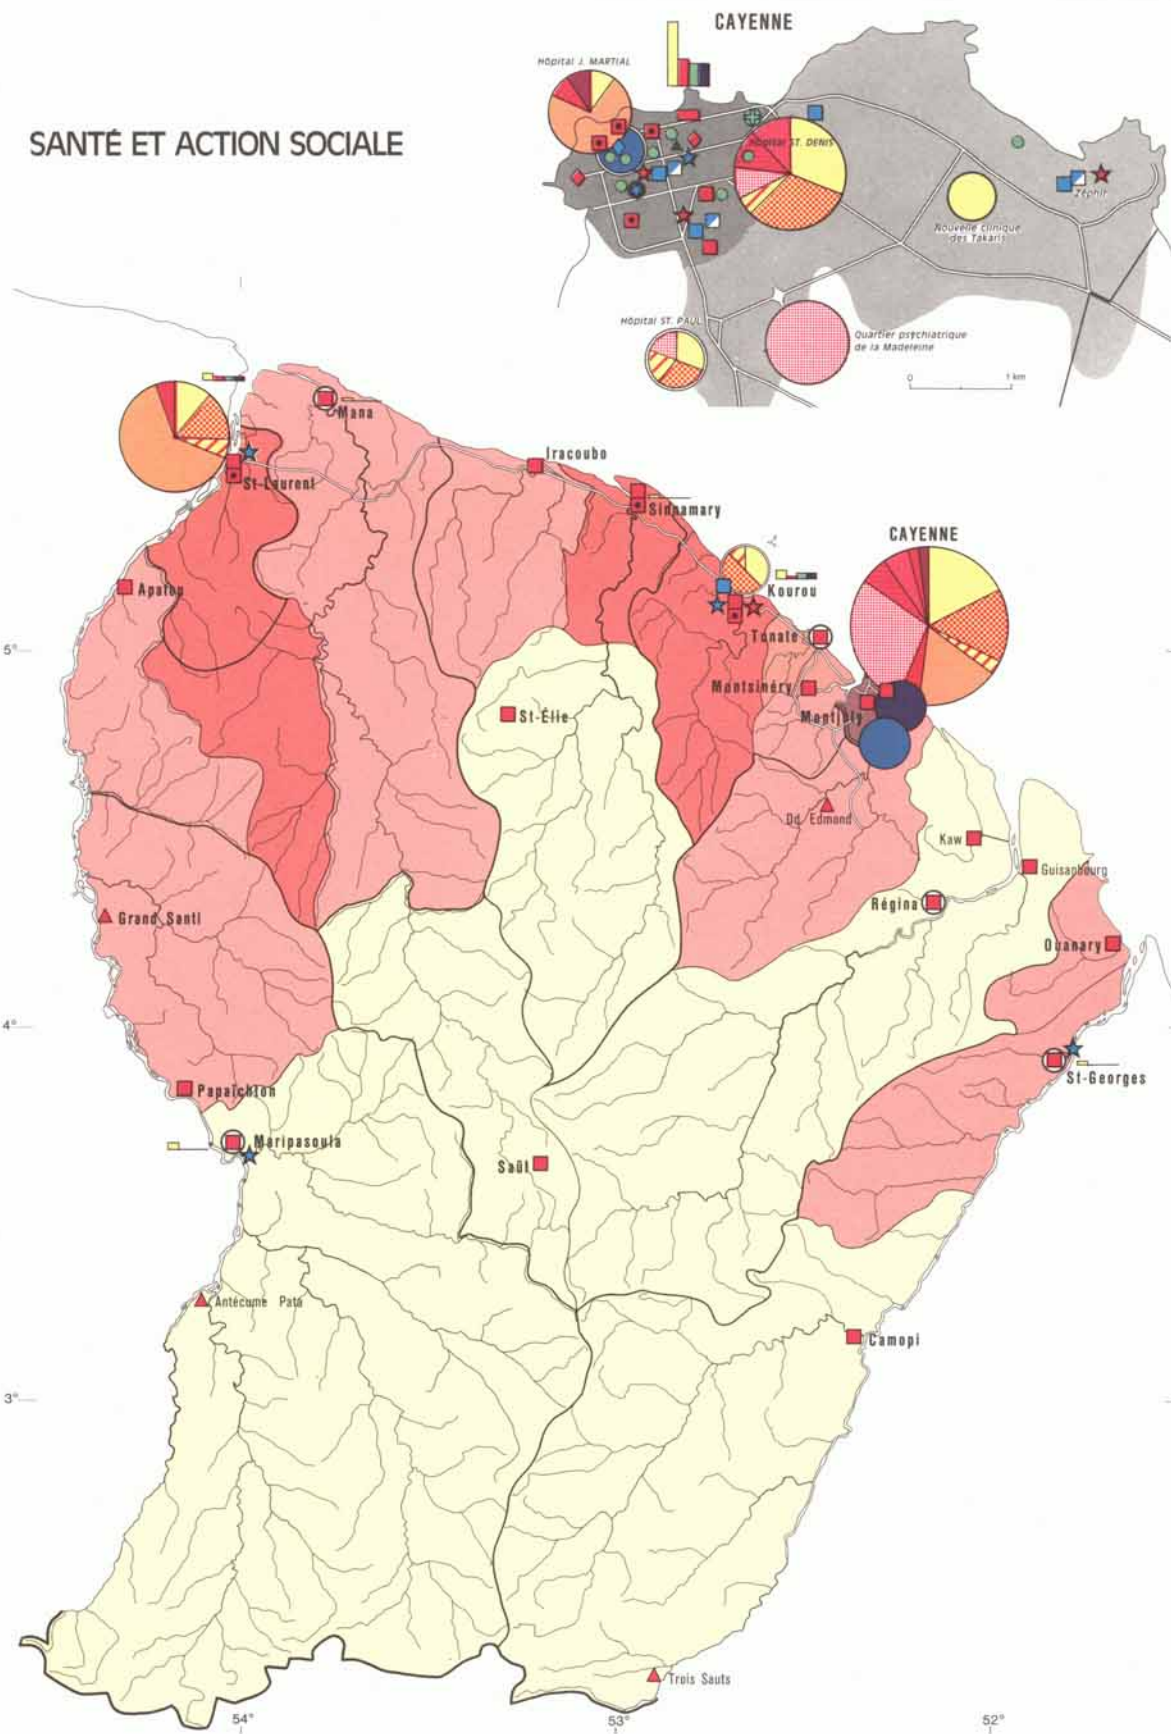 CAYENNE
Hôpital J. MARTIAL
SANTÉ ET ACTION SOCIALE
Hôpital ST. DENIS
Zéphir
Nouvelle clinique
des Takaris
Hôpital ST. PAUL
Quartier psychiatrique
de la Madeleine
0 1 km
Mana
Iracoubo
St-Laurent
Sinnamary
CAYENNE
Apatou
Kourou
Tonate
5°
Montsinéry
St-Élie
Montjoly
Dd. Edmond
Kaw
Guisanbourg
Régina
Grand Santi
Ouanary
4°
St-Georges
Papaïchton
Maripasoula
Saül
Antécume Pata
Camopi
3°
Trois Sauts
54° 53° 52°